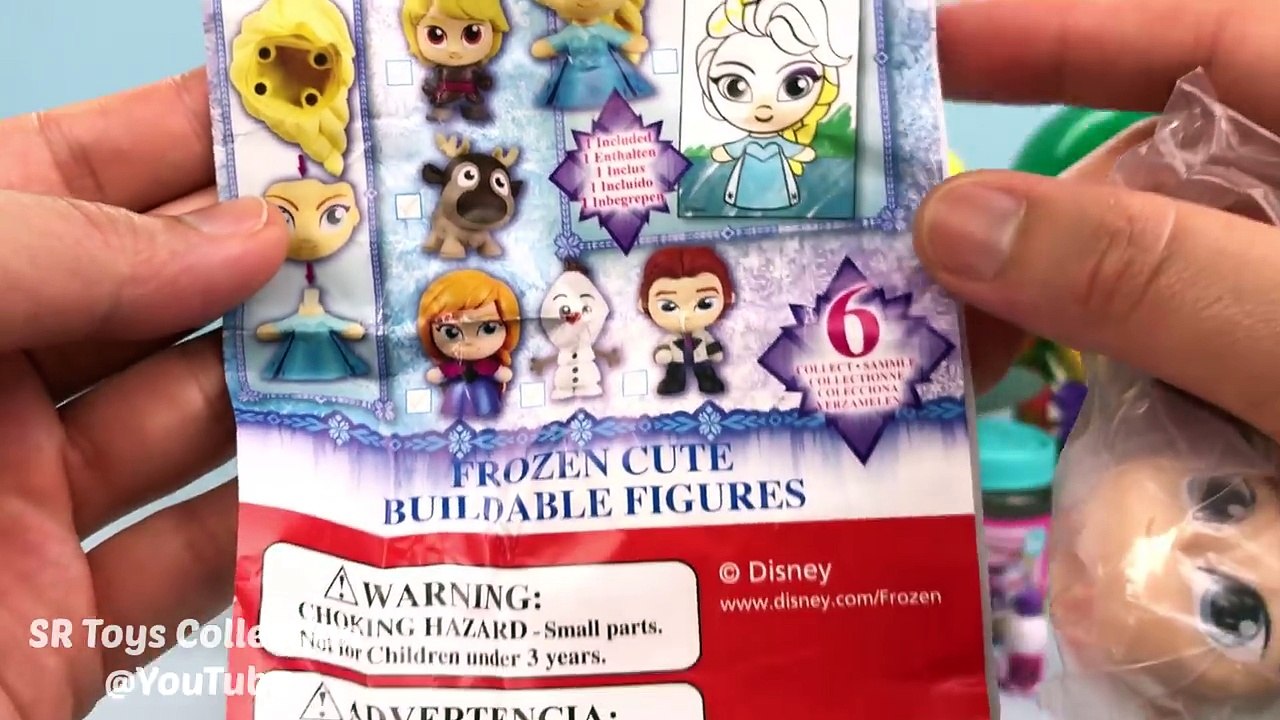 1 Included
1 Enthalten
1 Inclus
1 Incluido
1 Inbegrepen
6
COLLECT • SAMMLE
COLLECTIONNE
COLECCIONA
VERZAMELEN
FROZEN CUTE
BUILDABLE FIGURES
WARNING:
CHOKING HAZARD - Small parts.
Not for Children under 3 years.
© Disney
www.disney.com/Frozen
ADVERTENCIA:
SR Toys Colle
@YouTube